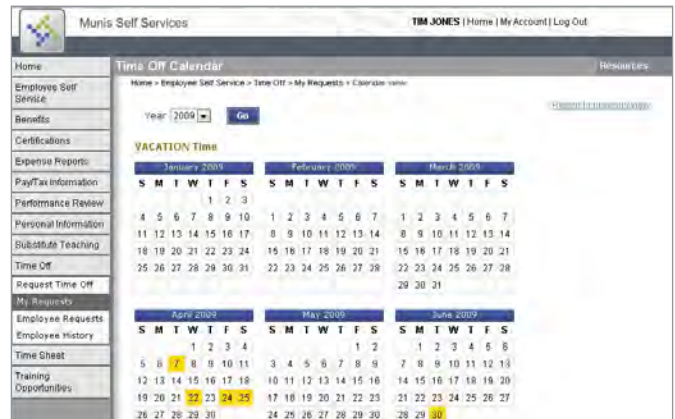 Munis Self Services
TIM JONES | Home | My Account | Log Out
Time Off Calendar
Resources
Home > Employee Self Service > Time Off > My Requests > Calendar view
Home
Employee Self
Service
Benefits
Certifications
Expense Reports
Pay/Tax Information
Performance Review
Personal Information
Substitute Teaching
Time Off
Request Time Off
My Requests
Employee Requests
Employee History
Time Sheet
Training
Opportunities
Year 2009 Go
VACATION Time
January 2009
S M T W T F S
1 2 3
4 5 6 7 8 9 10
11 12 13 14 15 16 17
18 19 20 21 22 23 24
25 26 27 28 29 30 31
February 2009
S M T W T F S
1 2 3 4 5 6 7
8 9 10 11 12 13 14
15 16 17 18 19 20 21
22 23 24 25 26 27 28
March 2009
S M T W T F S
1 2 3 4 5 6 7
8 9 10 11 12 13 14
15 16 17 18 19 20 21
22 23 24 25 26 27 28
29 30 31
April 2009
S M T W T F S
1 2 3 4
5 6 7 8 9 10 11
12 13 14 15 16 17 18
19 20 21 22 23 24 25
26 27 28 29 30
May 2009
S M T W T F S
1 2
3 4 5 6 7 8 9
10 11 12 13 14 15 16
17 18 19 20 21 22 23
24 25 26 27 28 29 30
June 2009
S M T W T F S
1 2 3 4 5 6
7 8 9 10 11 12 13
14 15 16 17 18 19 20
21 22 23 24 25 26 27
28 29 30